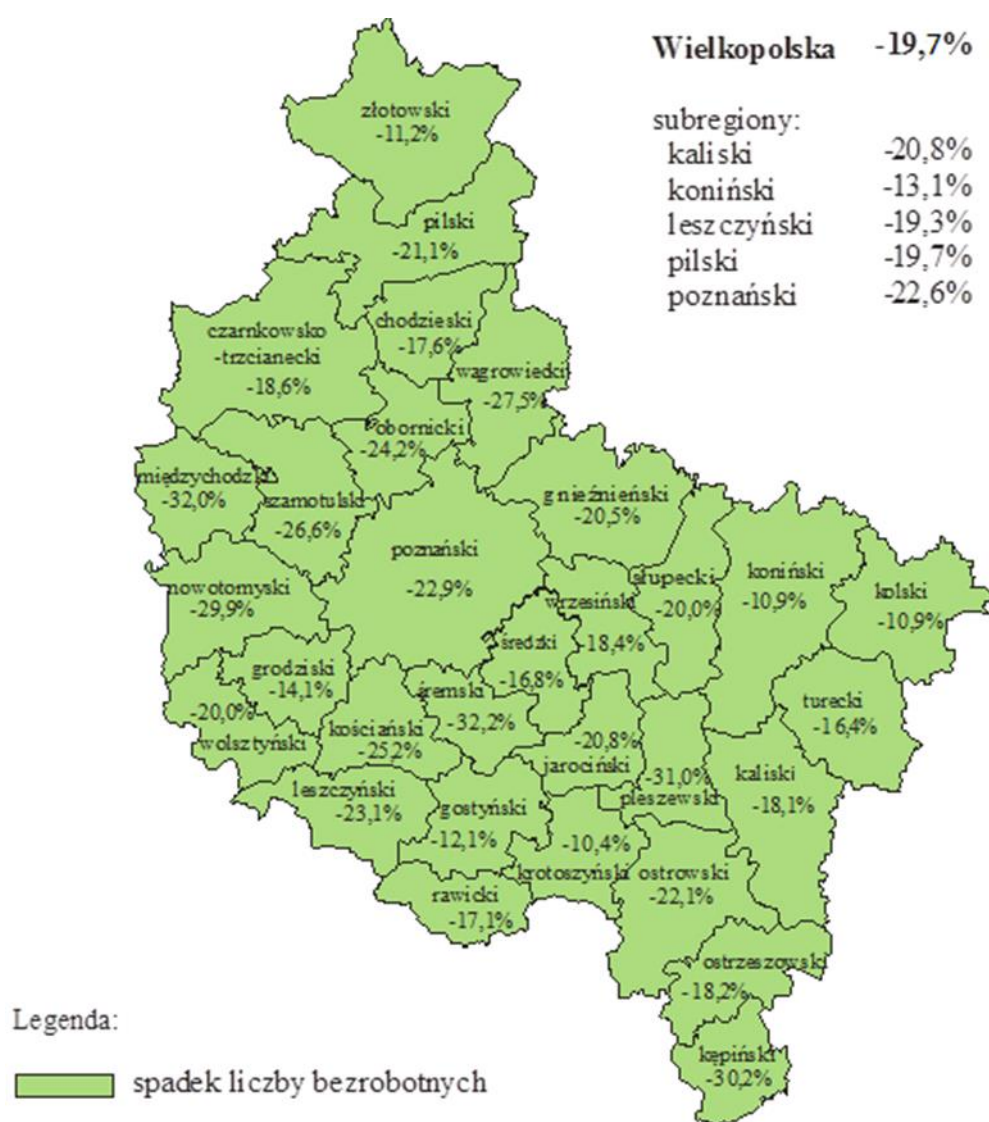 Wielkopolska -19,7%
subregiony:
kaliski -20,8%
koniński -13,1%
leszczyński -19,3%
pilski -19,7%
poznański -22,6%
złotowski
-11,2%
pilski
-21,1%
czarnkowsko
-trzcianecki
-18,6%
chodzieski
-17,6%
wągrowiecki
-27,5%
obornicki
-24,2%
międzychodzki
-32,0%
szamotulski
-26,6%
poznański
-22,9%
gnieźnieński
-20,5%
słupecki
-20,0%
koniński
-10,9%
kolski
-10,9%
nowotomyski
-29,9%
wrzesiński
-18,4%
średzki
-16,8%
grodziski
-14,1%
śremski
-32,2%
turecki
-16,4%
-20,0%
wolsztyński
kościański
-25,2%
-20,8%
jarociński
-31,0%
pleszewski
kaliski
-18,1%
leszczyński
-23,1%
gostyński
-12,1%
-10,4%
krotoszyński
ostrowski
-22,1%
rawicki
-17,1%
ostrzeszowski
-18,2%
kępiński
-30,2%
Legenda:
spadek liczby bezrobotnych